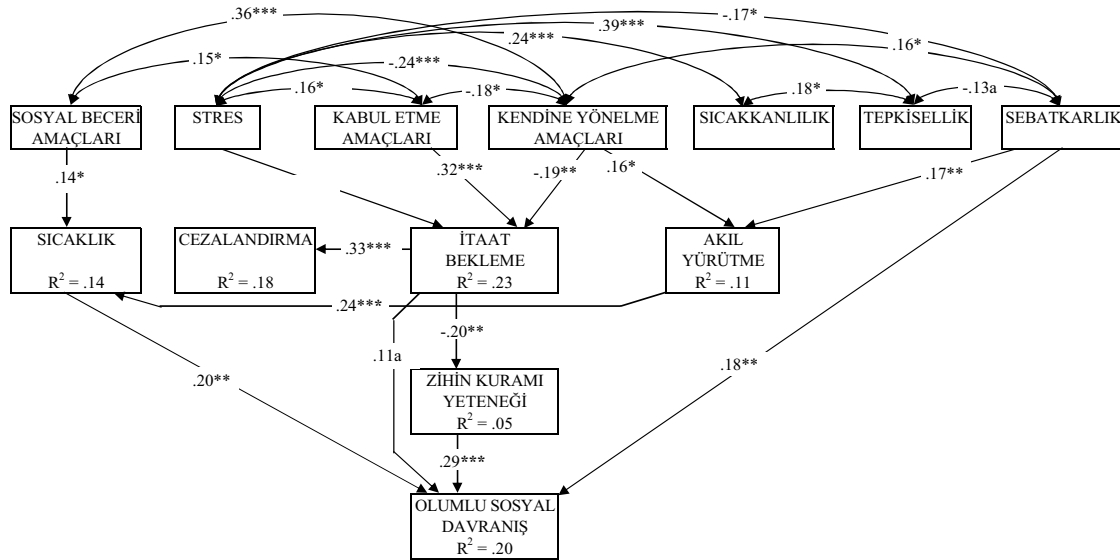 .36***
-.17*
.39***
.24***
.16*
.15*
-.24***
.16*
-.18*
.18*
-.13a
SOSYAL BECERİ
AMAÇLARI
STRES
KABUL ETME
AMAÇLARI
KENDİNE YÖNELME
AMAÇLARI
SICAKKANLILIK
TEPKİSELLİK
SEBATKARLIK
.14*
.32***
-.19**
.16*
.17**
SICAKLIK
R² = .14
CEZALANDIRMA
R² = .18
.33***
İTAAT
BEKLEME
R² = .23
AKIL
YÜRÜTME
R² = .11
.24***
-.20**
.11a
.20**
.18**
ZİHİN KURAMI
YETENEĞİ
R² = .05
.29***
OLUMLU SOSYAL
DAVRANIŞ
R² = .20